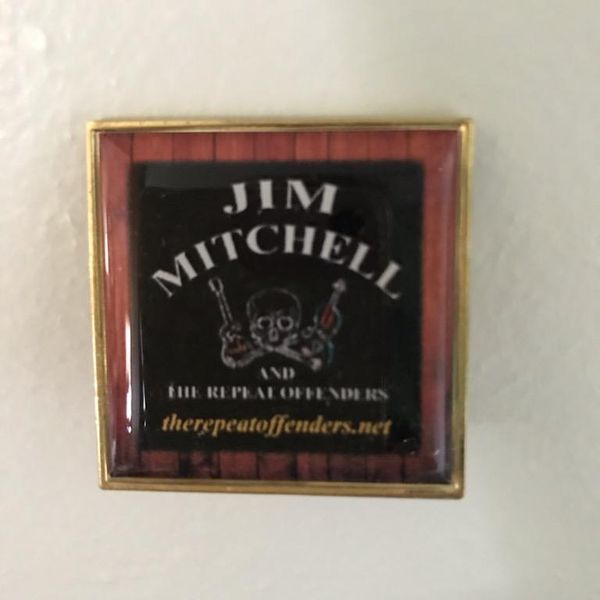 JIM
MITCHELL
AND
THE REPEAT OFFENDERS
therepeatoffenders.net